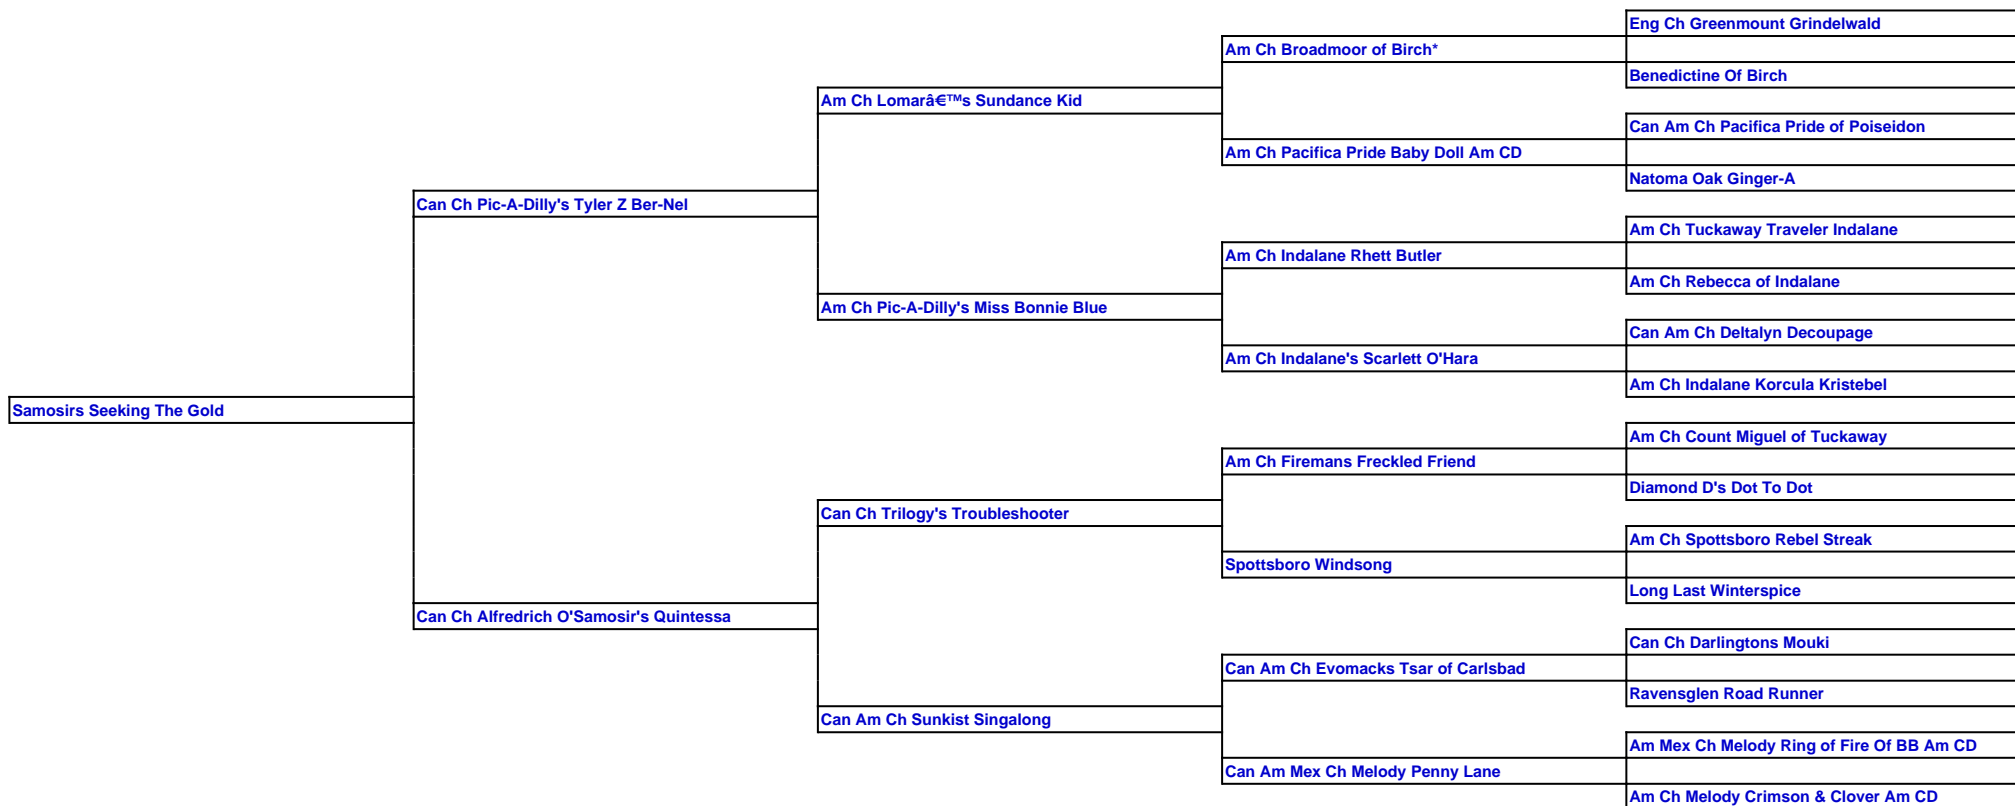 Eng Ch Greenmount Grindelwald
Am Ch Broadmoor of Birch*
Benedictine Of Birch
Am Ch Lomarâ€™s Sundance Kid
Can Am Ch Pacifica Pride of Poiseidon
Am Ch Pacifica Pride Baby Doll Am CD
Natoma Oak Ginger-A
Can Ch Pic-A-Dilly's Tyler Z Ber-Nel
Am Ch Tuckaway Traveler Indalane
Am Ch Indalane Rhett Butler
Am Ch Rebecca of Indalane
Am Ch Pic-A-Dilly's Miss Bonnie Blue
Can Am Ch Deltalyn Decoupage
Am Ch Indalane's Scarlett O'Hara
Am Ch Indalane Korcula Kristebel
Samosirs Seeking The Gold
Am Ch Count Miguel of Tuckaway
Am Ch Firemans Freckled Friend
Diamond D's Dot To Dot
Can Ch Trilogy's Troubleshooter
Am Ch Spottsboro Rebel Streak
Spottsboro Windsong
Long Last Winterspice
Can Ch Alfredrich O'Samosir's Quintessa
Can Ch Darlingtons Mouki
Can Am Ch Evomacks Tsar of Carlsbad
Ravensglen Road Runner
Can Am Ch Sunkist Singalong
Am Mex Ch Melody Ring of Fire Of BB Am CD
Can Am Mex Ch Melody Penny Lane
Am Ch Melody Crimson & Clover Am CD